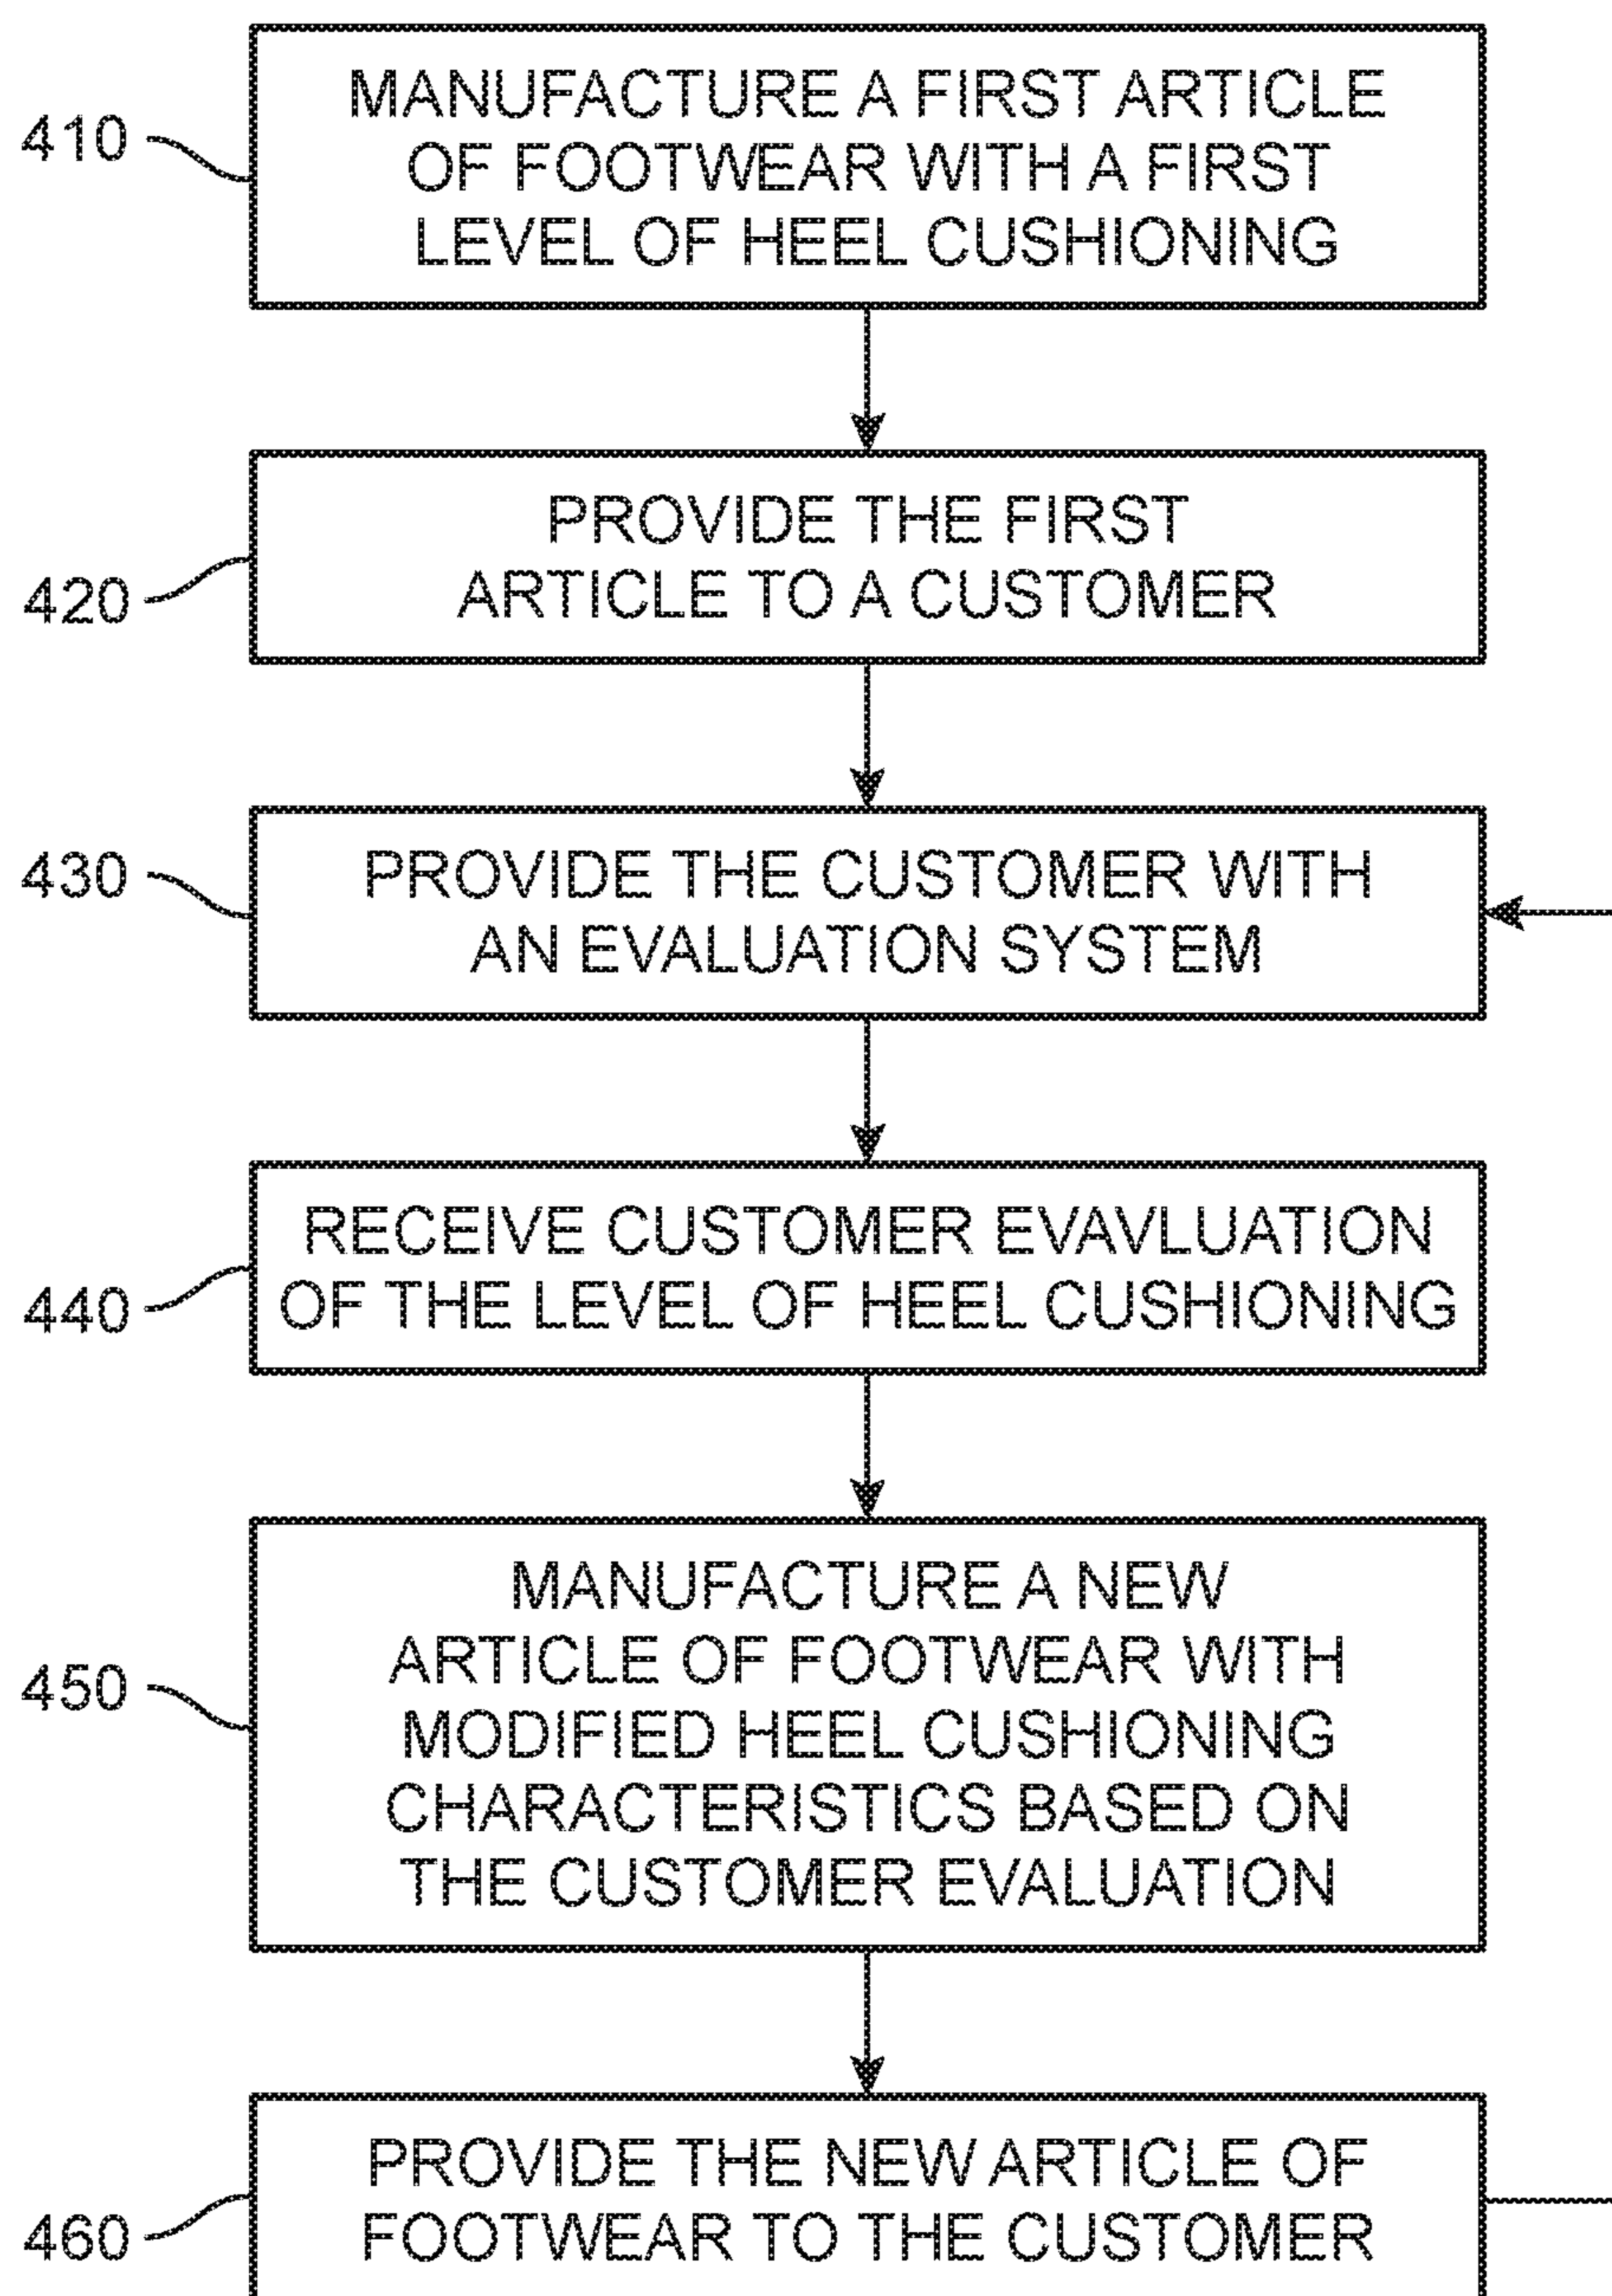 MANUFACTURE A FIRST ARTICLE
410
OF FOOTWEAR WITH A FIRST
LEVEL OF HEEL CUSHIONING
PROVIDE THE FIRST
420
ARTICLE TO A CUSTOMER
430
PROVIDE THE CUSTOMER WITH
AN EVALUATION SYSTEM
RECEIVE CUSTOMER EVAVLUATION
440
OF THE LEVEL OF HEEL CUSHIONING
MANUFACTURE A NEW
ARTICLE OF FOOTWEAR WITH
450
MODIFIED HEEL CUSHIONING
CHARACTERISTICS BASED ON
THE CUSTOMER EVALUATION
PROVIDE THE NEW ARTICLE OF
460
FOOTWEAR TO THE CUSTOMER